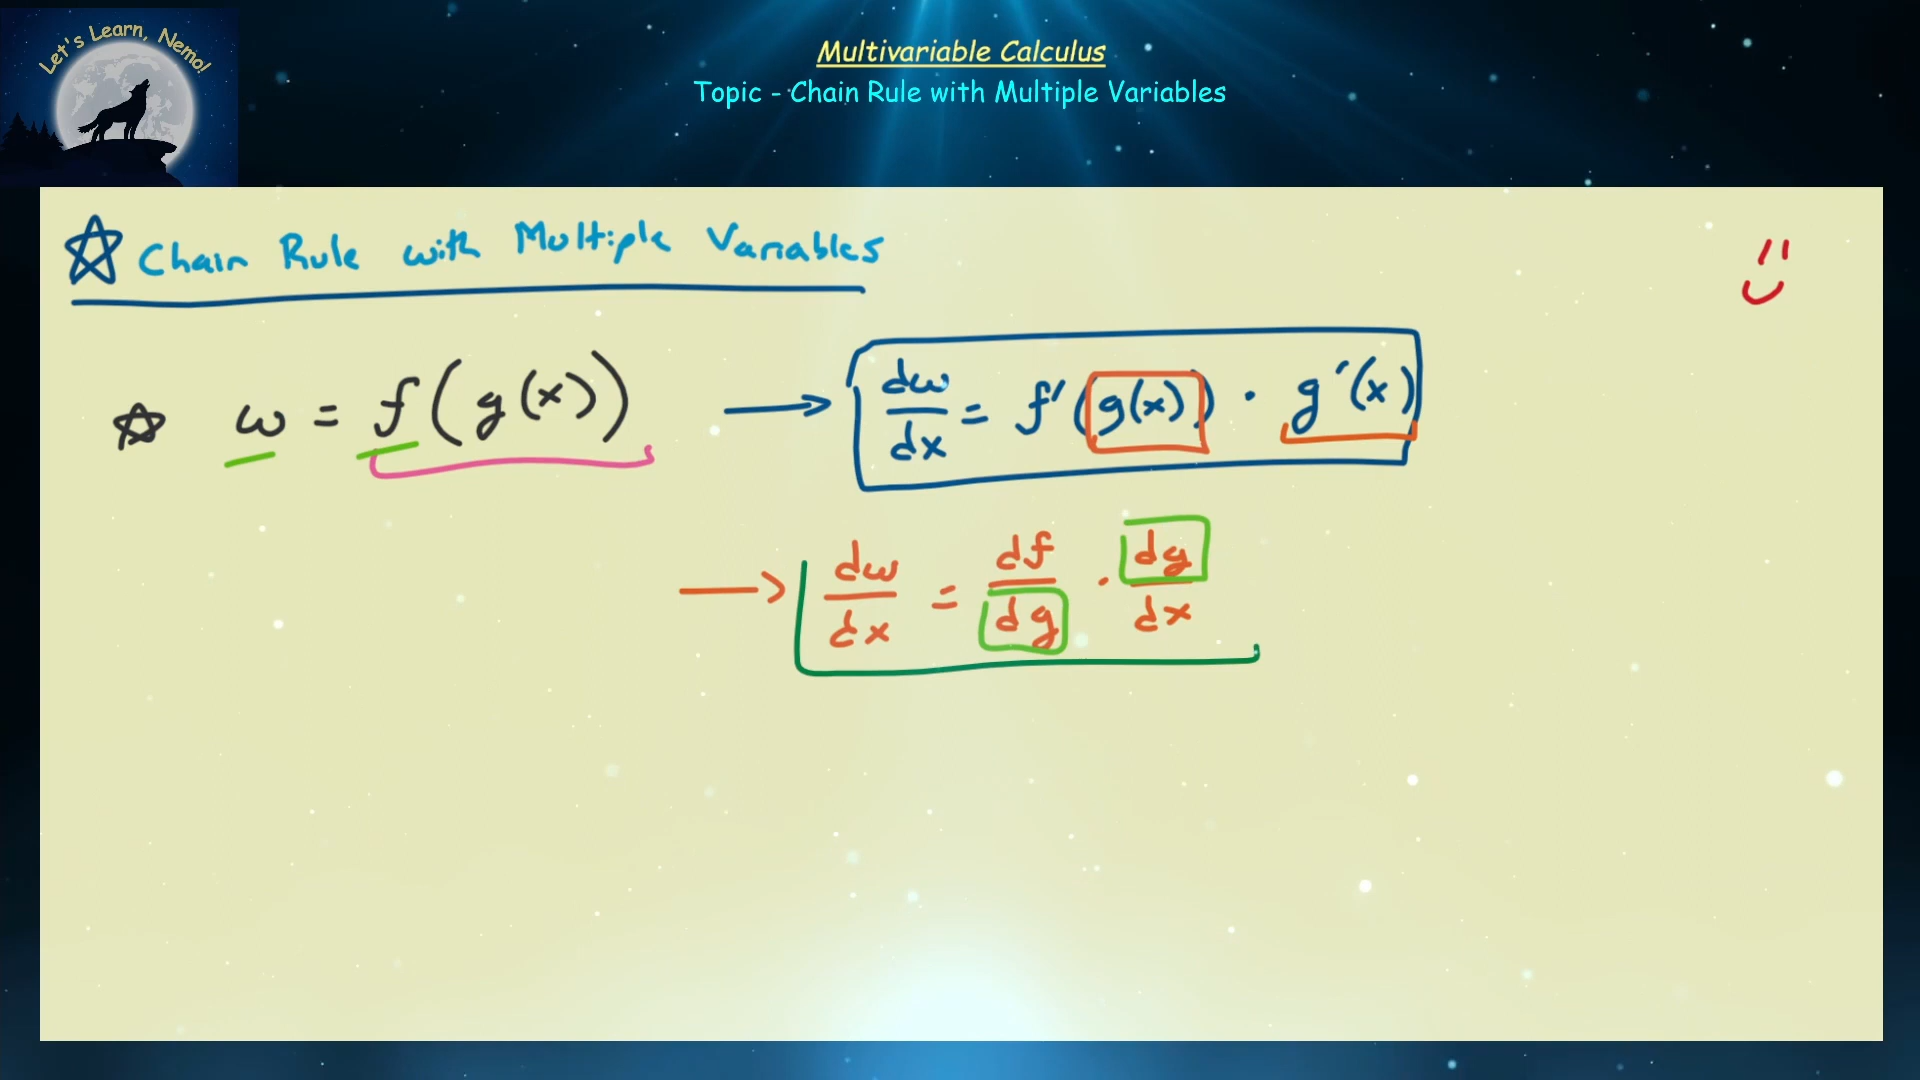 Let's Learn, Nemo!
Multivariable Calculus
Topic - Chain Rule with Multiple Variables
☆ Chain Rule with Multiple Variables
☆ w = f(g(x)) → dw/dx = f'(g(x)) · g'(x)
→ dw/dx = df/dg · dg/dx